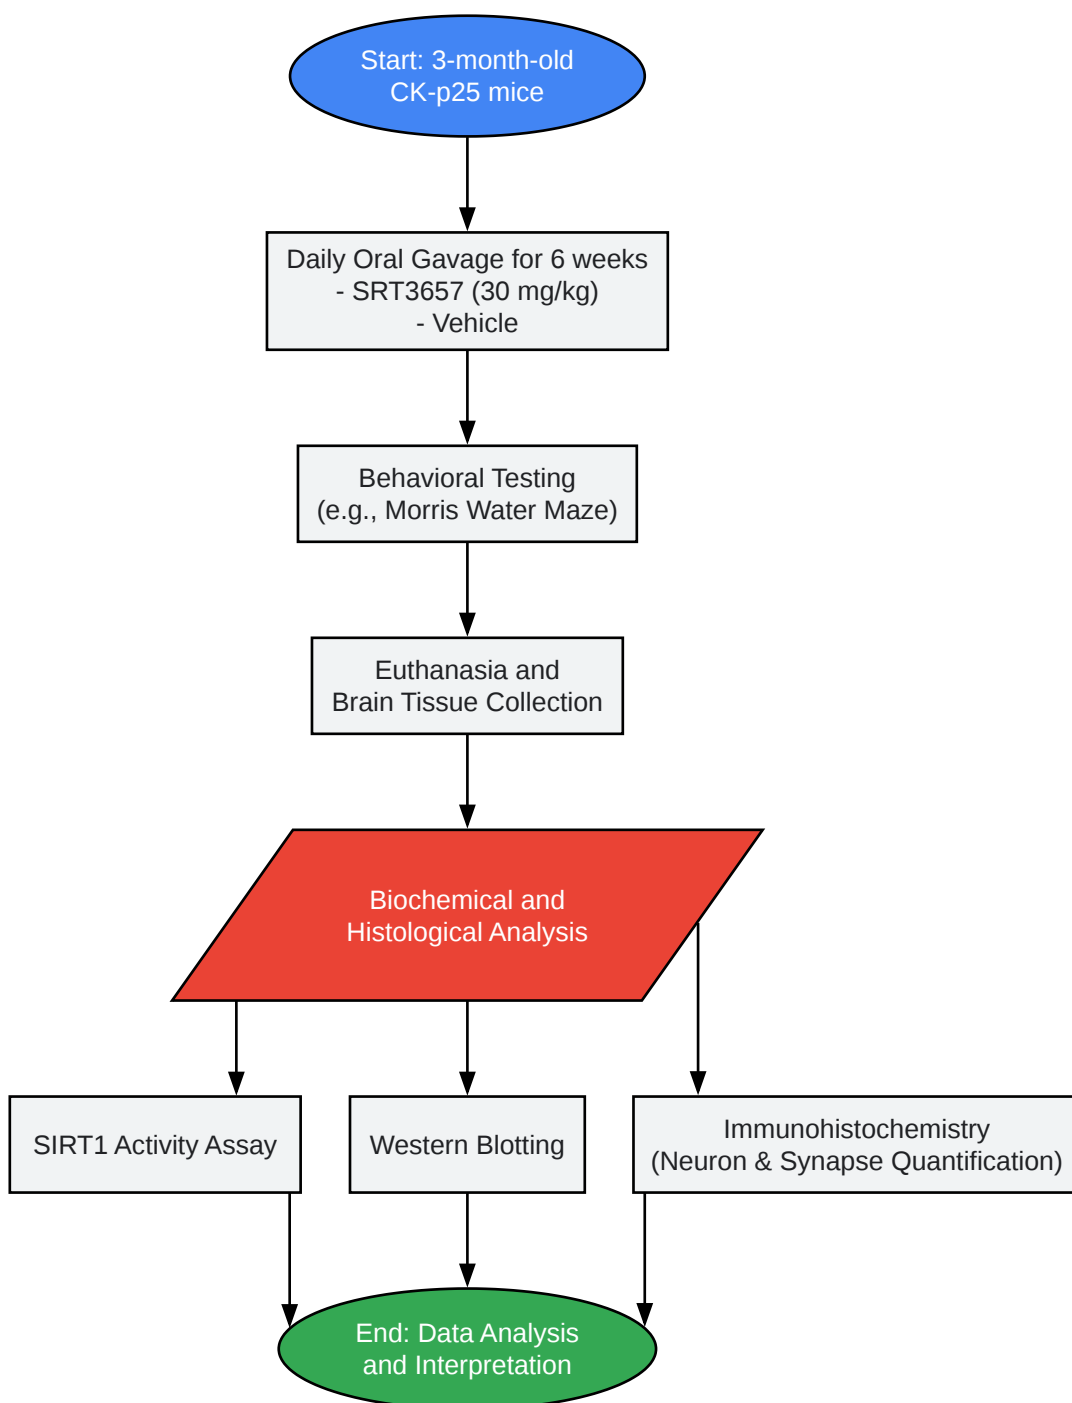 Start: 3-month-old
CK-p25 mice
Daily Oral Gavage for 6 weeks
- SRT3657 (30 mg/kg)
- Vehicle
Behavioral Testing
(e.g., Morris Water Maze)
Euthanasia and
Brain Tissue Collection
Biochemical and
Histological Analysis
SIRT1 Activity Assay
Western Blotting
Immunohistochemistry
(Neuron & Synapse Quantification)
End: Data Analysis
and Interpretation